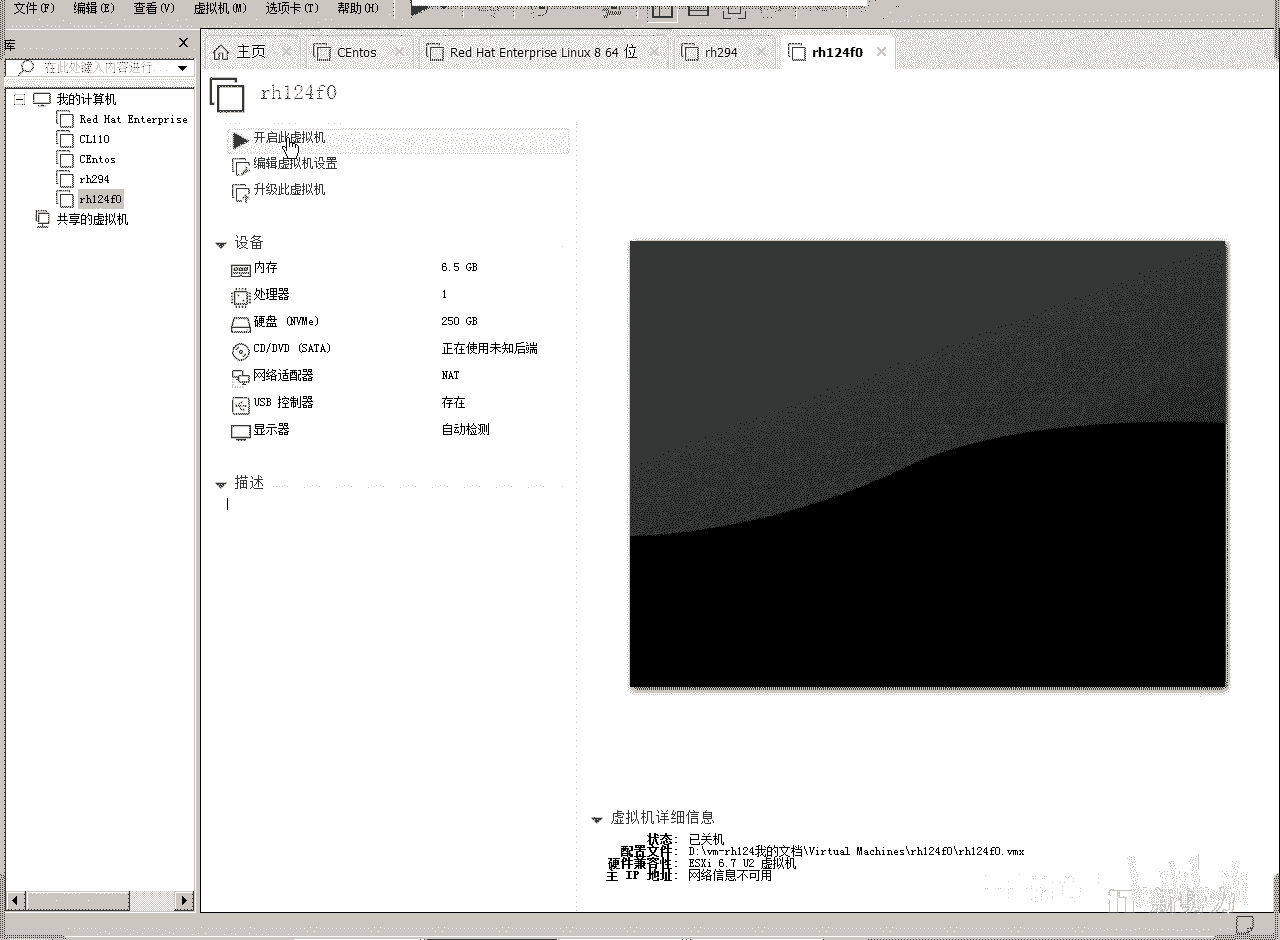 文件(F) 编辑(E) 查看(V) 虚拟机(M) 选项卡(T) 帮助(H)
库
在此处键入内容进行...
主页 CEntos Red Hat Enterprise Linux 8 64 位 rh294 rh124f0
我的计算机
Red Hat Enterprise
CL110
CEntos
rh294
rh124f0
共享的虚拟机
rh124f0
开启此虚拟机
编辑虚拟机设置
升级此虚拟机
设备
内存 6.5 GB
处理器 1
硬盘 (NVMe) 250 GB
CD/DVD (SATA) 正在使用未知后端
网络适配器 NAT
USB 控制器 存在
显示器 自动检测
描述
虚拟机详细信息
状态: 已关机
配置文件: D:\vm-rh124我的文档\Virtual Machines\rh124f0\rh124f0.vmx
硬件兼容性: ESXi 6.7 U2 虚拟机
主 IP 地址: 网络信息不可用
IT 新势力